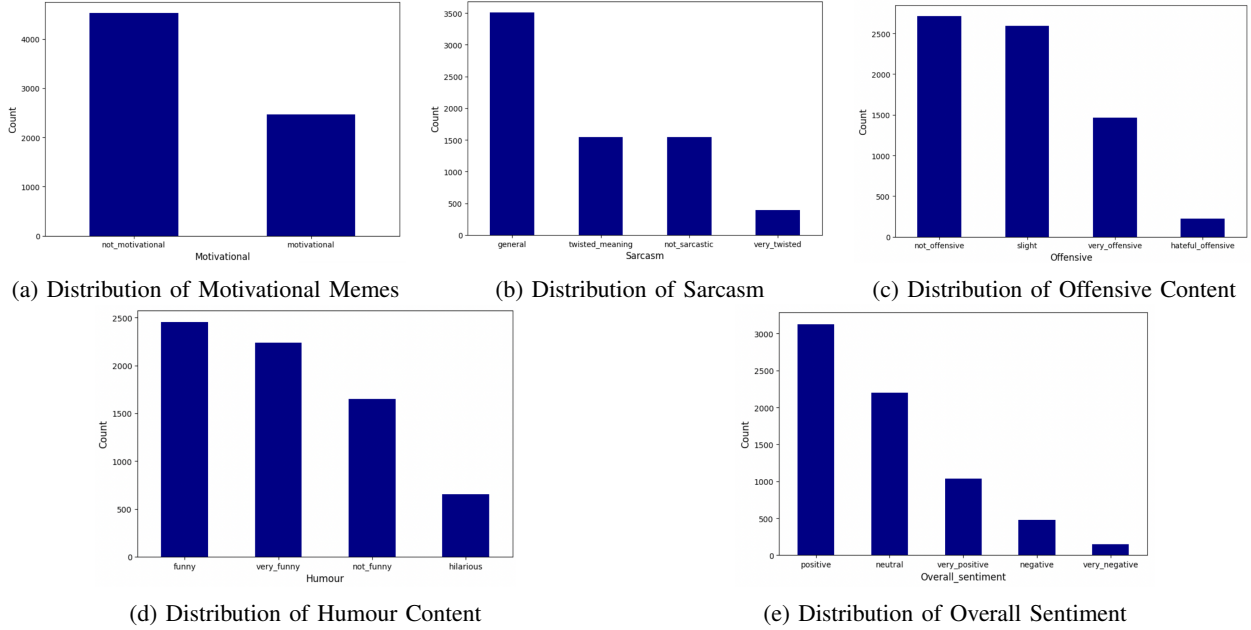 4000
3000
2000
1000
0
Count
not_motivational motivational
Motivational
(a) Distribution of Motivational Memes
3500
3000
2500
2000
1500
1000
500
0
Count
general twisted_meaning not_sarcastic very_twisted
Sarcasm
(b) Distribution of Sarcasm
2500
2000
1500
1000
500
0
Count
not_offensive slight very_offensive hateful_offensive
Offensive
(c) Distribution of Offensive Content
2500
2000
1500
1000
500
0
Count
funny very_funny not_funny hilarious
Humour
(d) Distribution of Humour Content
3000
2500
2000
1500
1000
500
0
Count
positive neutral very_positive negative very_negative
Overall_sentiment
(e) Distribution of Overall Sentiment